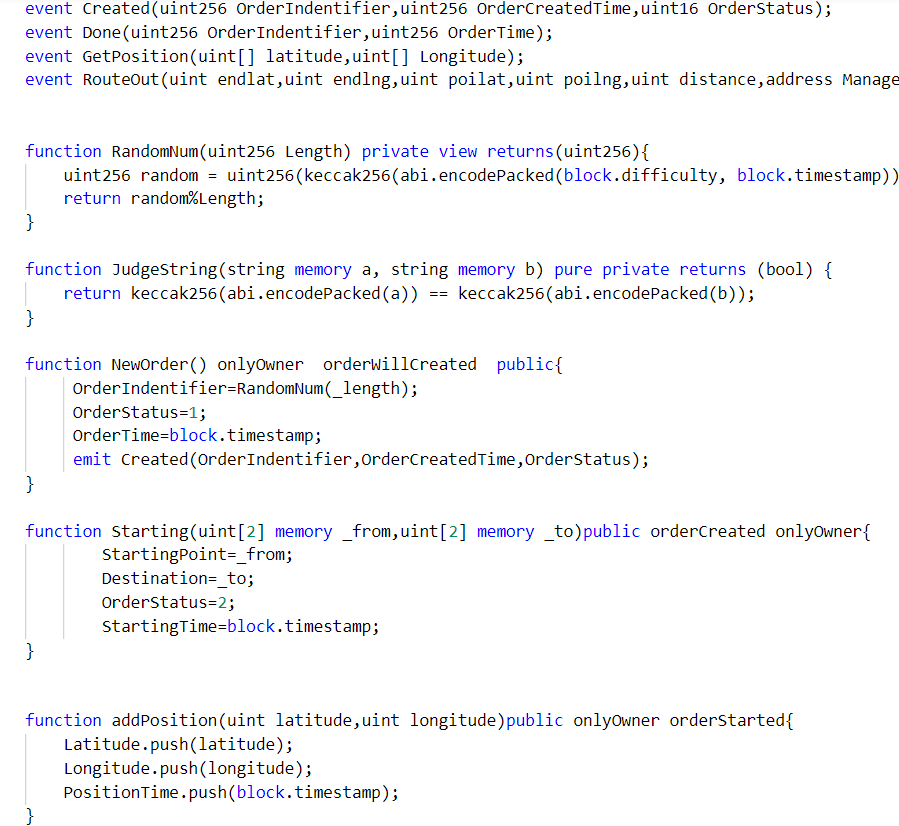 event Created(uint256 OrderIndentifier,uint256 OrderCreatedTime,uint16 OrderStatus);
event Done(uint256 OrderIndentifier,uint256 OrderTime);
event GetPosition(uint[] latitude,uint[] Longitude);
event RouteOut(uint endlat,uint endlng,uint poilat,uint poilng,uint distance,address Manage
function RandomNum(uint256 Length) private view returns(uint256){
uint256 random = uint256(keccak256(abi.encodePacked(block.difficulty, block.timestamp))
return random%Length;
}
function JudgeString(string memory a, string memory b) pure private returns (bool) {
return keccak256(abi.encodePacked(a)) == keccak256(abi.encodePacked(b));
}
function NewOrder() onlyOwner  orderWillCreated  public{
OrderIndentifier=RandomNum(_length);
OrderStatus=1;
OrderTime=block.timestamp;
emit Created(OrderIndentifier,OrderCreatedTime,OrderStatus);
}
function Starting(uint[2] memory _from,uint[2] memory _to)public orderCreated onlyOwner{
StartingPoint=_from;
Destination=_to;
OrderStatus=2;
StartingTime=block.timestamp;
}
function addPosition(uint latitude,uint longitude)public onlyOwner orderStarted{
Latitude.push(latitude);
Longitude.push(longitude);
PositionTime.push(block.timestamp);
}